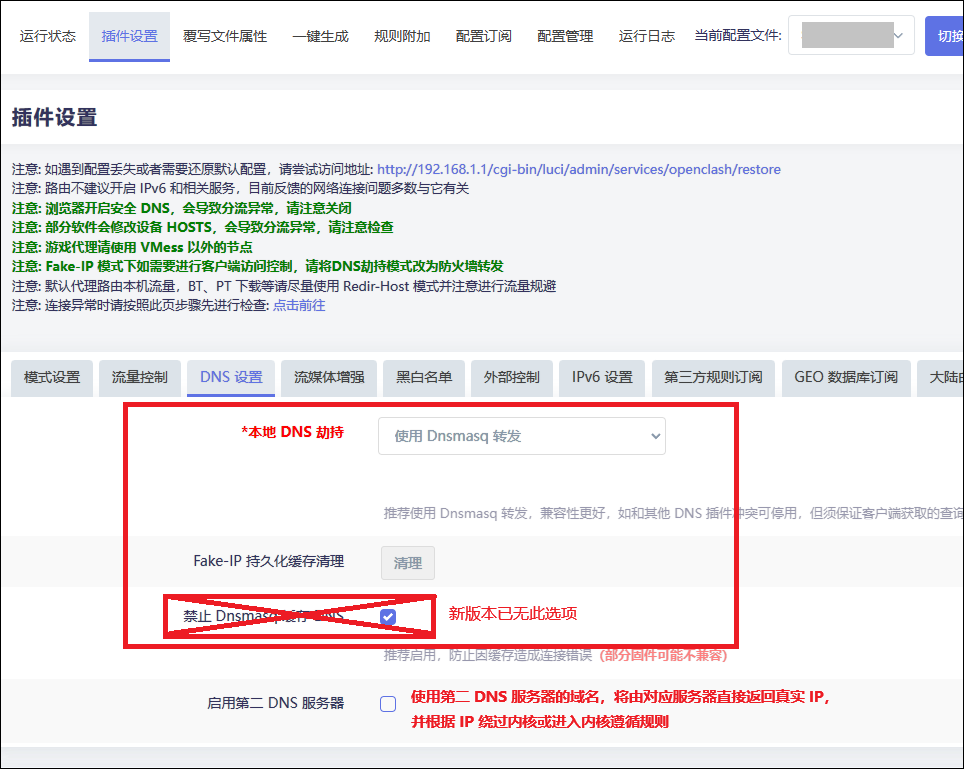 运行状态 插件设置 覆写文件属性 一键生成 规则附加 配置订阅 配置管理 运行日志 当前配置文件: 切换
插件设置
注意: 如遇到配置丢失或者需要还原默认配置，请尝试访问地址: http://192.168.1.1/cgi-bin/luci/admin/services/openclash/restore
注意: 路由不建议开启 IPv6 和相关服务，目前反馈的网络连接问题多数与它有关
注意: 浏览器开启安全 DNS，会导致分流异常，请注意关闭
注意: 部分软件会修改设备 HOSTS，会导致分流异常，请注意检查
注意: 游戏代理请使用 VMess 以外的节点
注意: Fake-IP 模式下如需要进行客户端访问控制，请将DNS劫持模式改为防火墙转发
注意: 默认代理路由本机流量，BT、PT 下载等请尽量使用 Redir-Host 模式并注意进行流量规避
注意: 连接异常时请按照此页步骤先进行检查: 点击前往
模式设置 流量控制 DNS 设置 流媒体增强 黑白名单 外部控制 IPv6 设置 第三方规则订阅 GEO 数据库订阅 大陆
*本地 DNS 劫持 使用 Dnsmasq 转发
推荐使用 Dnsmasq 转发，兼容性更好，如和其他 DNS 插件冲突可停用，但须保证客户端获取的查询
Fake-IP 持久化缓存清理 清理
禁止 Dnsmasq 缓存 DNS 新版本已无此选项
推荐启用，防止因缓存造成连接错误（部分固件可能不兼容）
启用第二 DNS 服务器 使用第二 DNS 服务器的域名，将由对应服务器直接返回真实 IP，
并根据 IP 绕过内核或进入内核遵循规则